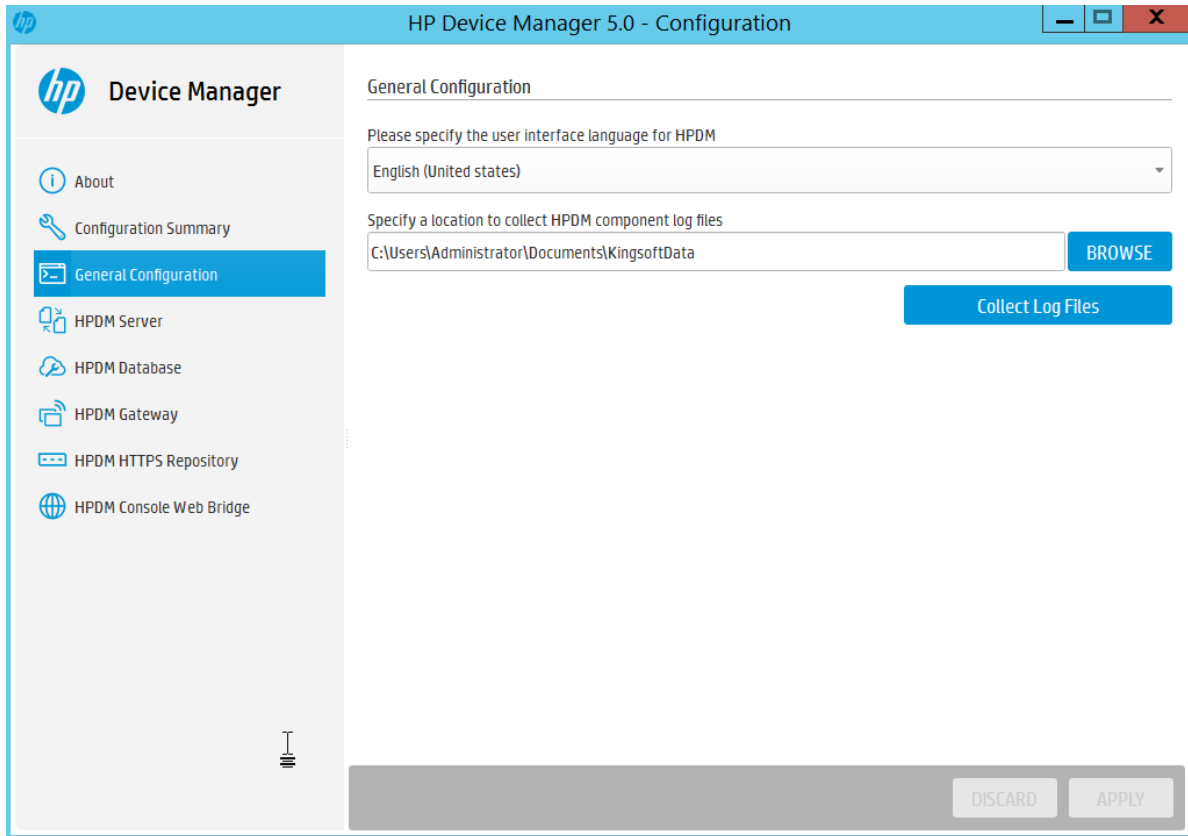 hp
HP Device Manager 5.0 - Configuration
X
hp
Device Manager
About
Configuration Summary
General Configuration
HPDM Server
HPDM Database
HPDM Gateway
HPDM HTTPS Repository
HPDM Console Web Bridge
General Configuration
Please specify the user interface language for HPDM
English (United states)
Specify a location to collect HPDM component log files
C:\Users\Administrator\Documents\KingsoftData
BROWSE
Collect Log Files
DISCARD
APPLY